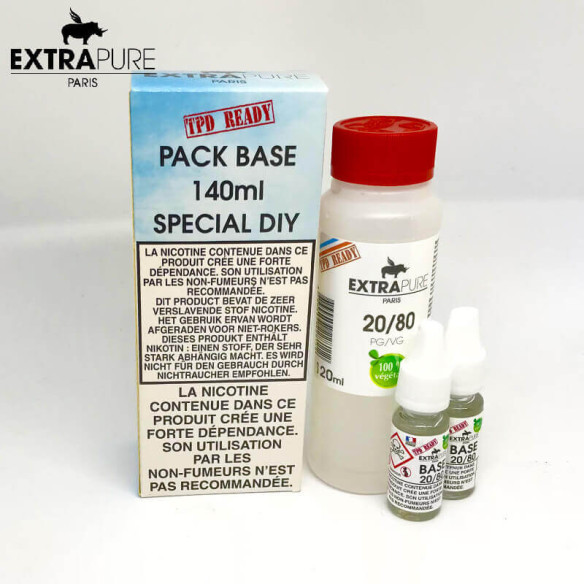 EXTRAPURE
PARIS
EXTRAPURE
PARIS
TPD READY
PACK BASE
140ml
SPECIAL DIY
LA NICOTINE CONTENUE DANS CE
PRODUIT CRÉE UNE FORTE
DÉPENDANCE. SON UTILISATION
PAR LES NON-FUMEURS N'EST PAS
RECOMMANDÉE.
DIT PRODUCT BEVAT DE ZEER
VERSLAVENDE STOF NICOTINE.
HET GEBRUIK ERVAN WORDT
AFGERADEN VOOR NIET-ROKERS.
DIESES PRODUKT ENTHÄLT
NIKOTIN : EINEN STOFF, DER SEHR
STARK ABHÄNGIG MACHT. ES WIRD
NICHT FÜR DEN GEBRAUCH DURCH
NICHTRAUCHER EMPFOHLEN.
LA NICOTINE
CONTENUE DANS CE
PRODUIT CRÉE UNE
FORTE DÉPENDANCE.
SON UTILISATION
PAR LES
NON-FUMEURS N'EST
PAS RECOMMANDÉE.
TPD READY
EXTRAPURE
PARIS
20/80
PG/VG
100 %
120ml
TPD READY
EXTRA
BASE
20/80
TPD READY
BASE
20/80